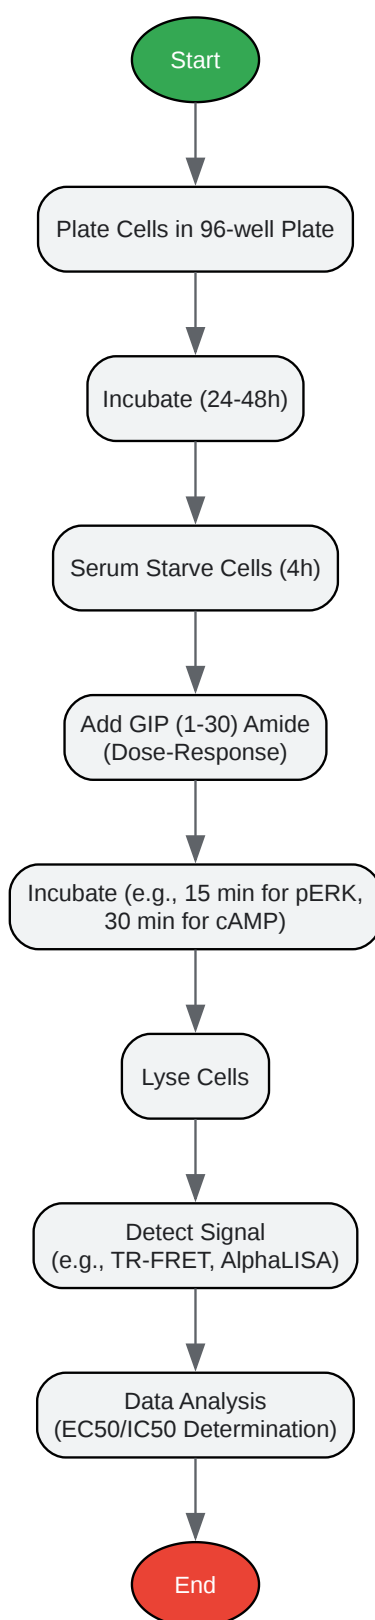 Start
Plate Cells in 96-well Plate
Incubate (24-48h)
Serum Starve Cells (4h)
Add GIP (1-30) Amide
(Dose-Response)
Incubate (e.g., 15 min for pERK,
30 min for cAMP)
Lyse Cells
Detect Signal
(e.g., TR-FRET, AlphaLISA)
Data Analysis
(EC50/IC50 Determination)
End